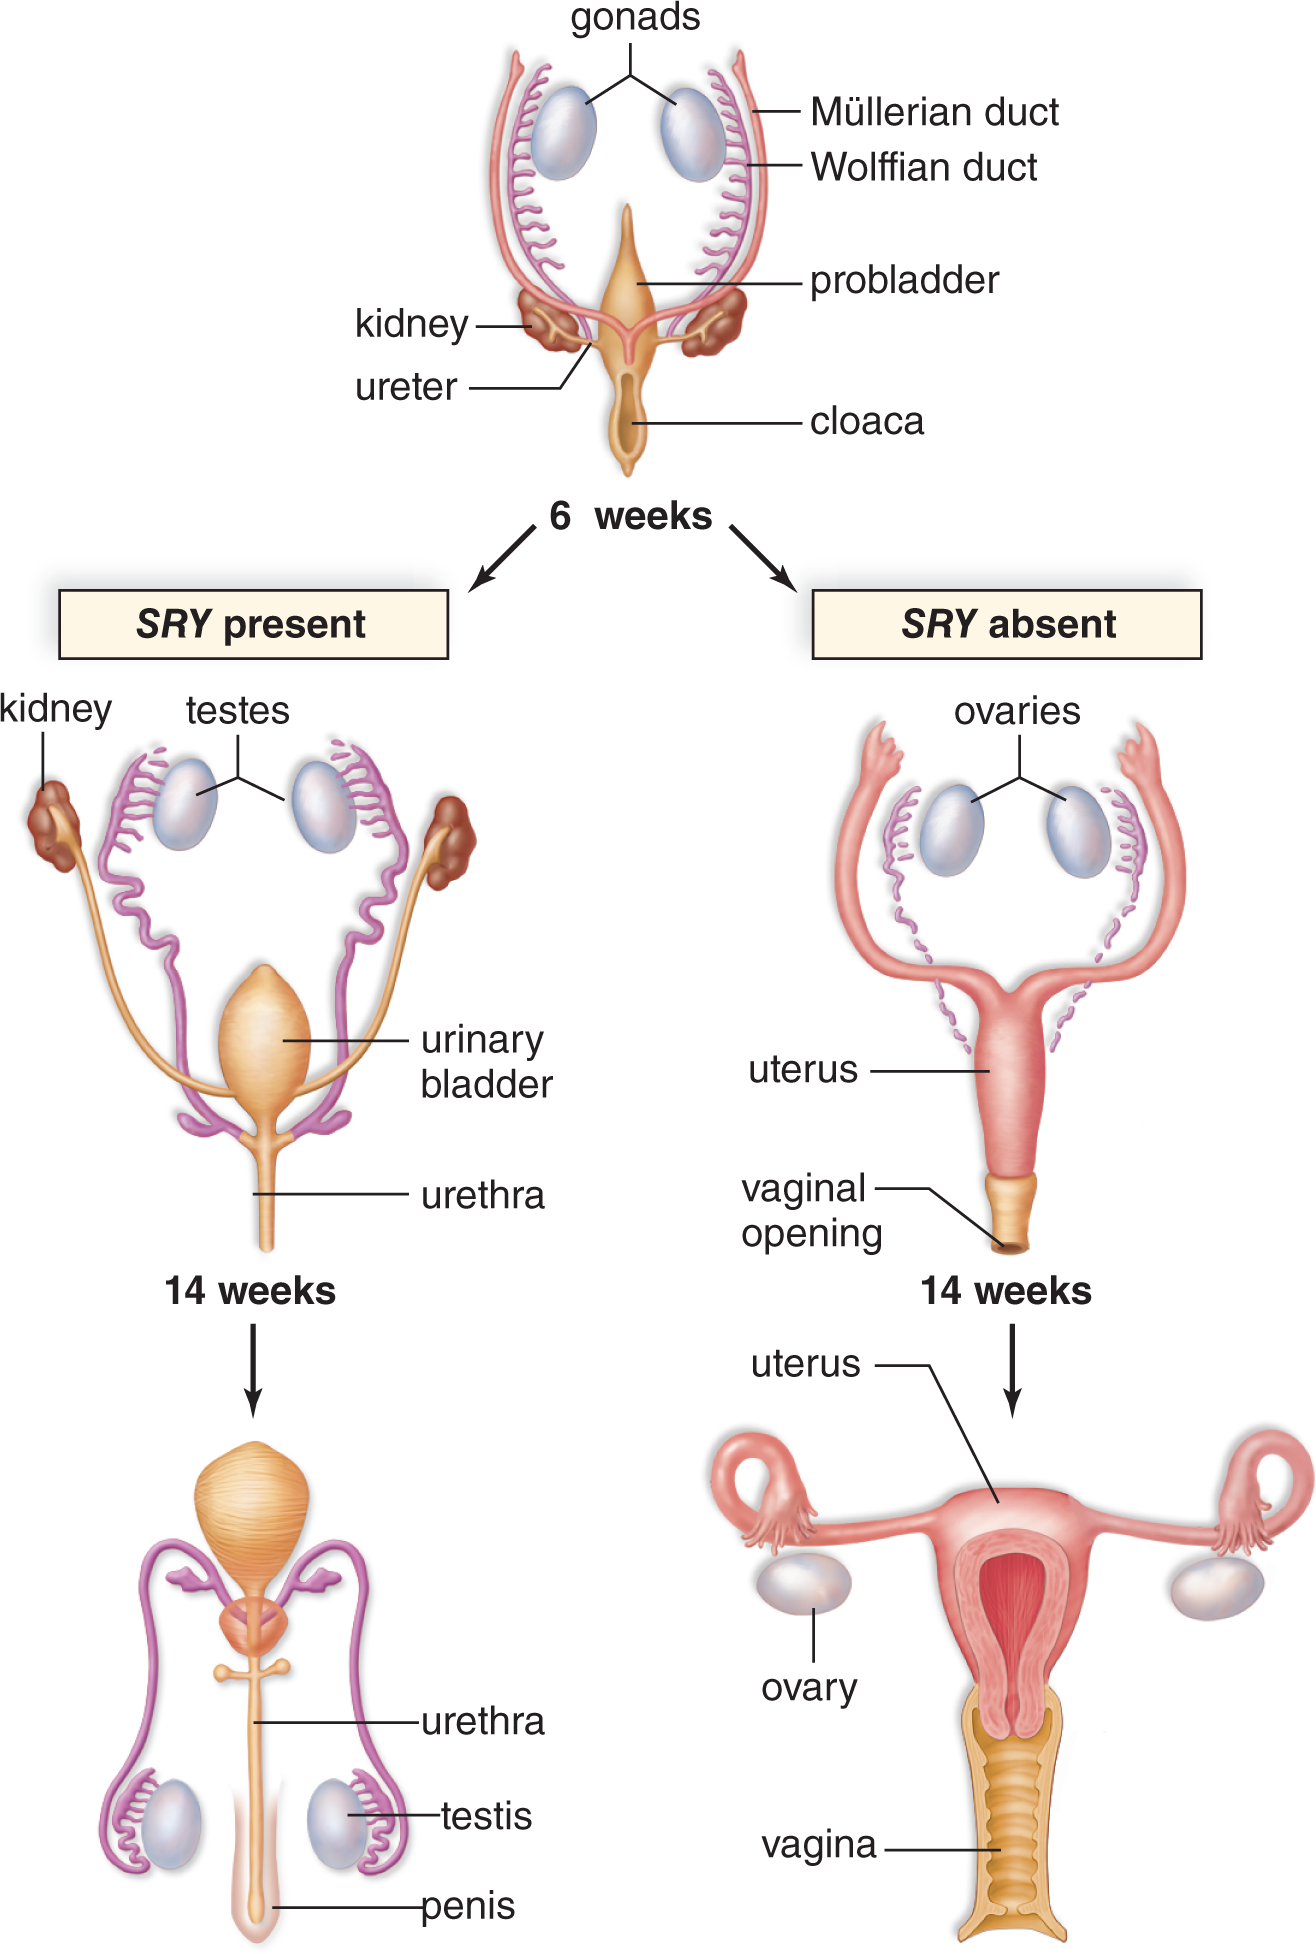 gonads
Müllerian duct
Wolffian duct
probladder
kidney
ureter
cloaca
6 weeks
SRY present
SRY absent
kidney
testes
ovaries
urinary
bladder
uterus
urethra
vaginal
opening
14 weeks
14 weeks
uterus
ovary
urethra
testis
vagina
penis